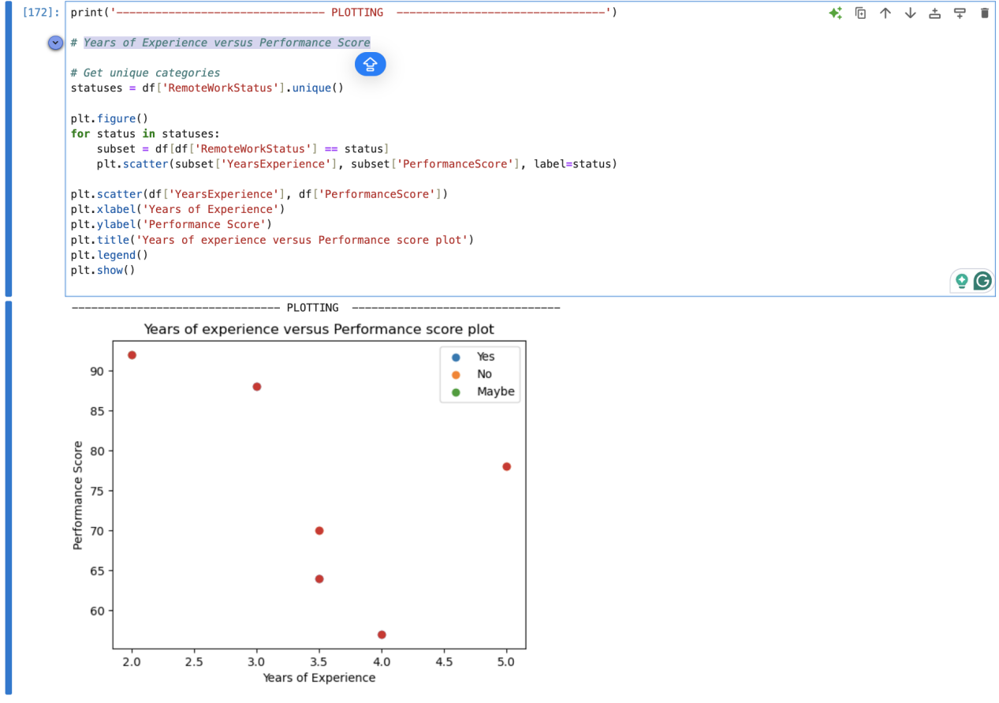 [172]: print('-------------------------------- PLOTTING  --------------------------------')
# Years of Experience versus Performance Score
# Get unique categories
statuses = df['RemoteWorkStatus'].unique()
plt.figure()
for status in statuses:
    subset = df[df['RemoteWorkStatus'] == status]
    plt.scatter(subset['YearsExperience'], subset['PerformanceScore'], label=status)
plt.scatter(df['YearsExperience'], df['PerformanceScore'])
plt.xlabel('Years of Experience')
plt.ylabel('Performance Score')
plt.title('Years of experience versus Performance score plot')
plt.legend()
plt.show()
G
-------------------------------- PLOTTING  --------------------------------
Years of experience versus Performance score plot
Yes
No
Maybe
90
85
80
75
70
65
60
Performance Score
2.0 2.5 3.0 3.5 4.0 4.5 5.0
Years of Experience